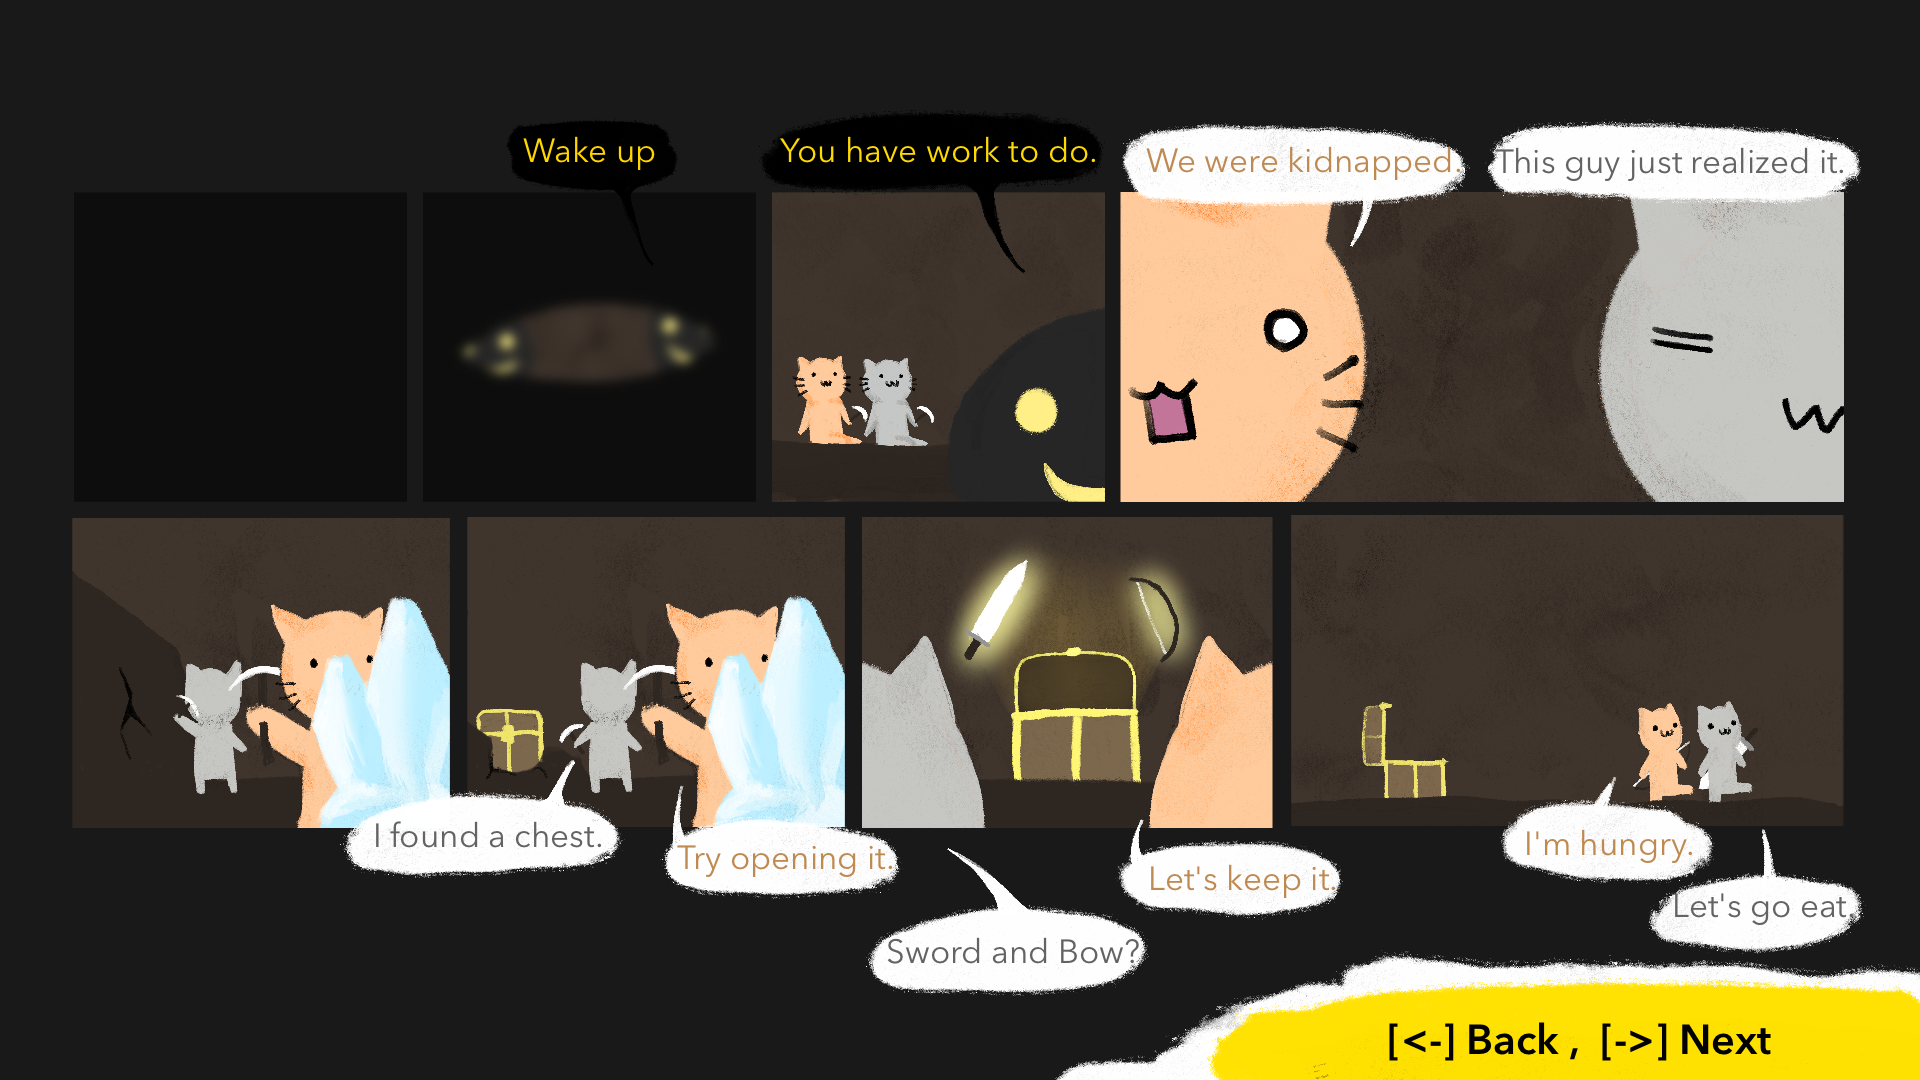 Wake up
You have work to do.
We were kidnapped.
This guy just realized it.
I found a chest.
Try opening it.
Sword and Bow?
Let's keep it.
I'm hungry.
Let's go eat.
[<-] Back , [->] Next